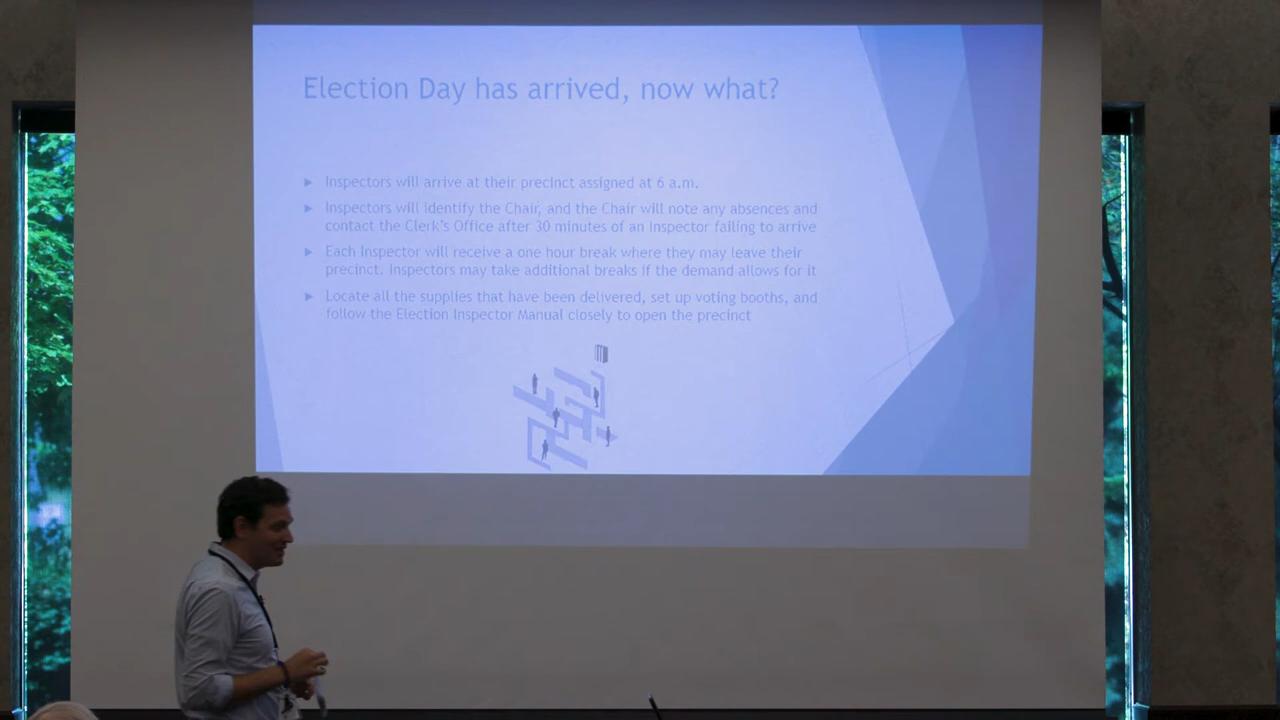 Election Day has arrived, now what?
Inspectors will arrive at their precinct assigned at 6 a.m.
Inspectors will identify the Chair, and the Chair will note any absences and
contact the Clerk's Office after 30 minutes of an Inspector failing to arrive
Each Inspector will receive a one hour break where they may leave their
precinct. Inspectors may take additional breaks if the demand allows for it
Locate all the supplies that have been delivered, set up voting booths, and
follow the Election Inspector Manual closely to open the precinct